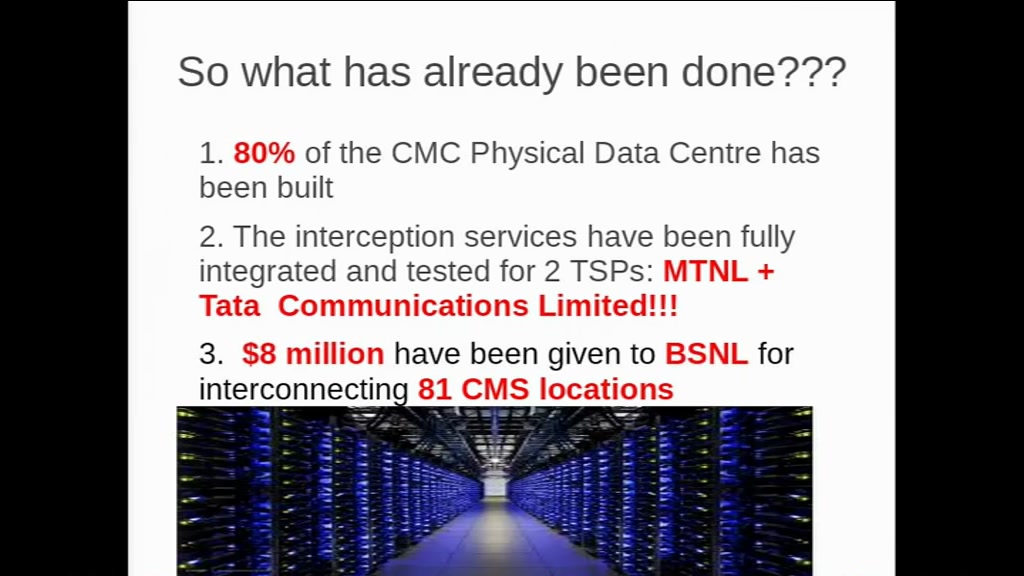 So what has already been done???
1. 80% of the CMC Physical Data Centre has
been built
2. The interception services have been fully
integrated and tested for 2 TSPs: MTNL +
Tata  Communications Limited!!!
3.  $8 million have been given to BSNL for
interconnecting 81 CMS locations